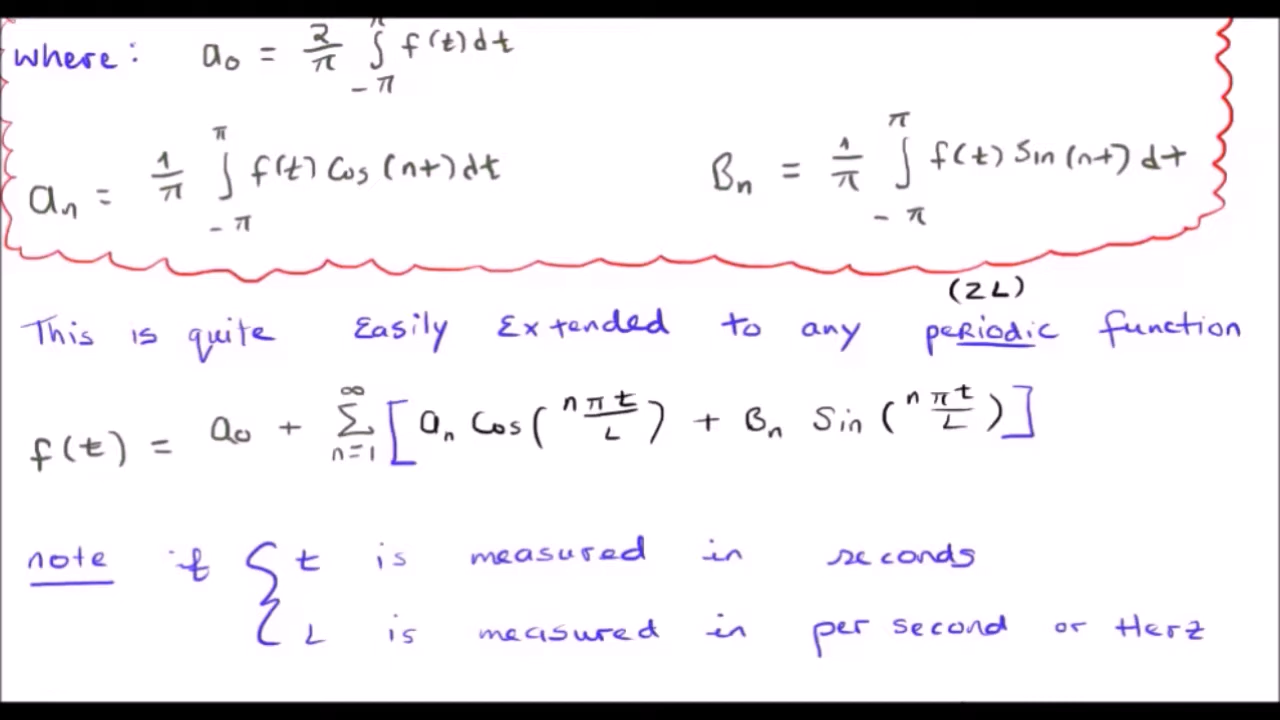 where: a₀ = 2/π ∫_{-π}^{π} f(t)dt
aₙ = 1/π ∫_{-π}^{π} f(t) Cos (nt)dt Bₙ = 1/π ∫_{-π}^{π} f(t) Sin (nt) dt
(2L)
This is quite Easily Extended to any periodic function
f(t) = a₀ + ∑_{n=1}^{∞} [aₙ Cos(nπt/L) + Bₙ Sin(nπt/L)]
note if { t is measured in seconds
L is measured in per second or Herz